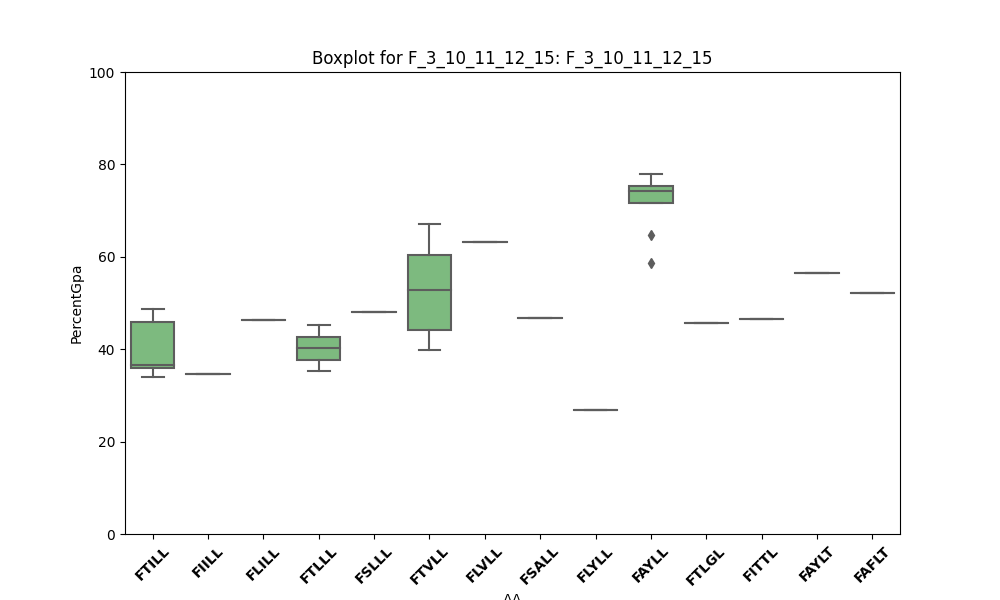 Boxplot for F_3_10_11_12_15: F_3_10_11_12_15
100
80
60
40
20
0
PercentGpa
FTILL FIILL FLILL FTLLL FSLLL FTVLL FLVLL FSALL FLYLL FAYLL FTLGL FITTL FAYLT FAFLT
AA